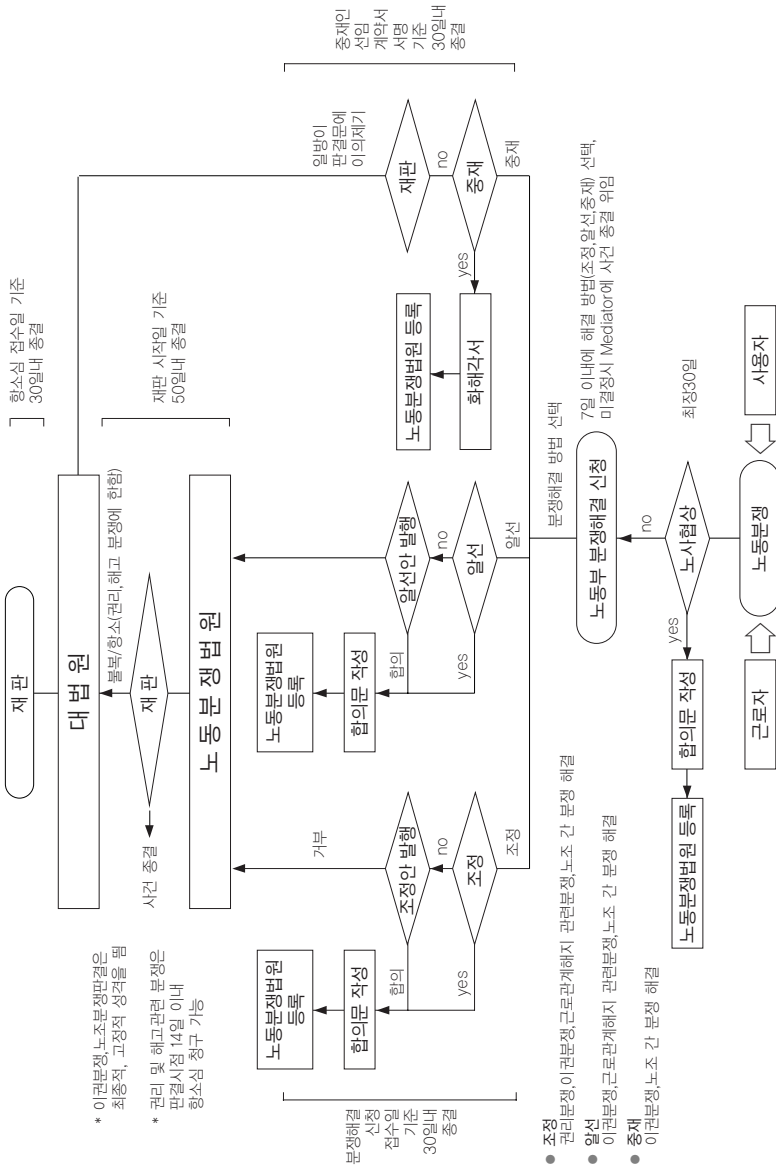 재 판
항소심 접수일 기준
30일내 종결
대 법 원
불복/항소(권리,해고 분쟁에 한함)
재 판
사건 종결
재판 시작일 기준
50일내 종결
노 동 분 쟁 법 원
* 이권분쟁,노조분쟁판결은
최종적, 고정적 성격을 띰
* 권리 및 해고관련 분쟁은
판결시점 14일 이내
항소심 청구 가능
분쟁해결
신청
접수일
기준
30일내
종결
노동분쟁법원
등록
합의문 작성
합의
조정안 발행
거부
no
조정
yes
조정
노동분쟁법원
등록
합의문 작성
합의
알선안 발행
no
알선
yes
알선
노동분쟁법원 등록
화해각서
yes
일방이
판결문에
이의제기
재판
no
중재
중재
중재인
선임
계약서
서명
기준
30일내
종결
분쟁해결 방법 선택
노동부 분쟁해결 신청
7일 이내에 해결 방법(조정,알선,중재) 선택,
미결정시 Mediator에 사건 종결 위임
no
노사협상
최장30일
yes
합의문 작성
노동분쟁법원 등록
근로자
노동분쟁
사용자
● 조정
권리분쟁,이권분쟁,근로관계해지 관련분쟁,노조 간 분쟁 해결
● 알선
이권분쟁,근로관계해지 관련분쟁,노조 간 분쟁 해결
● 중재
이권분쟁,노조 간 분쟁 해결